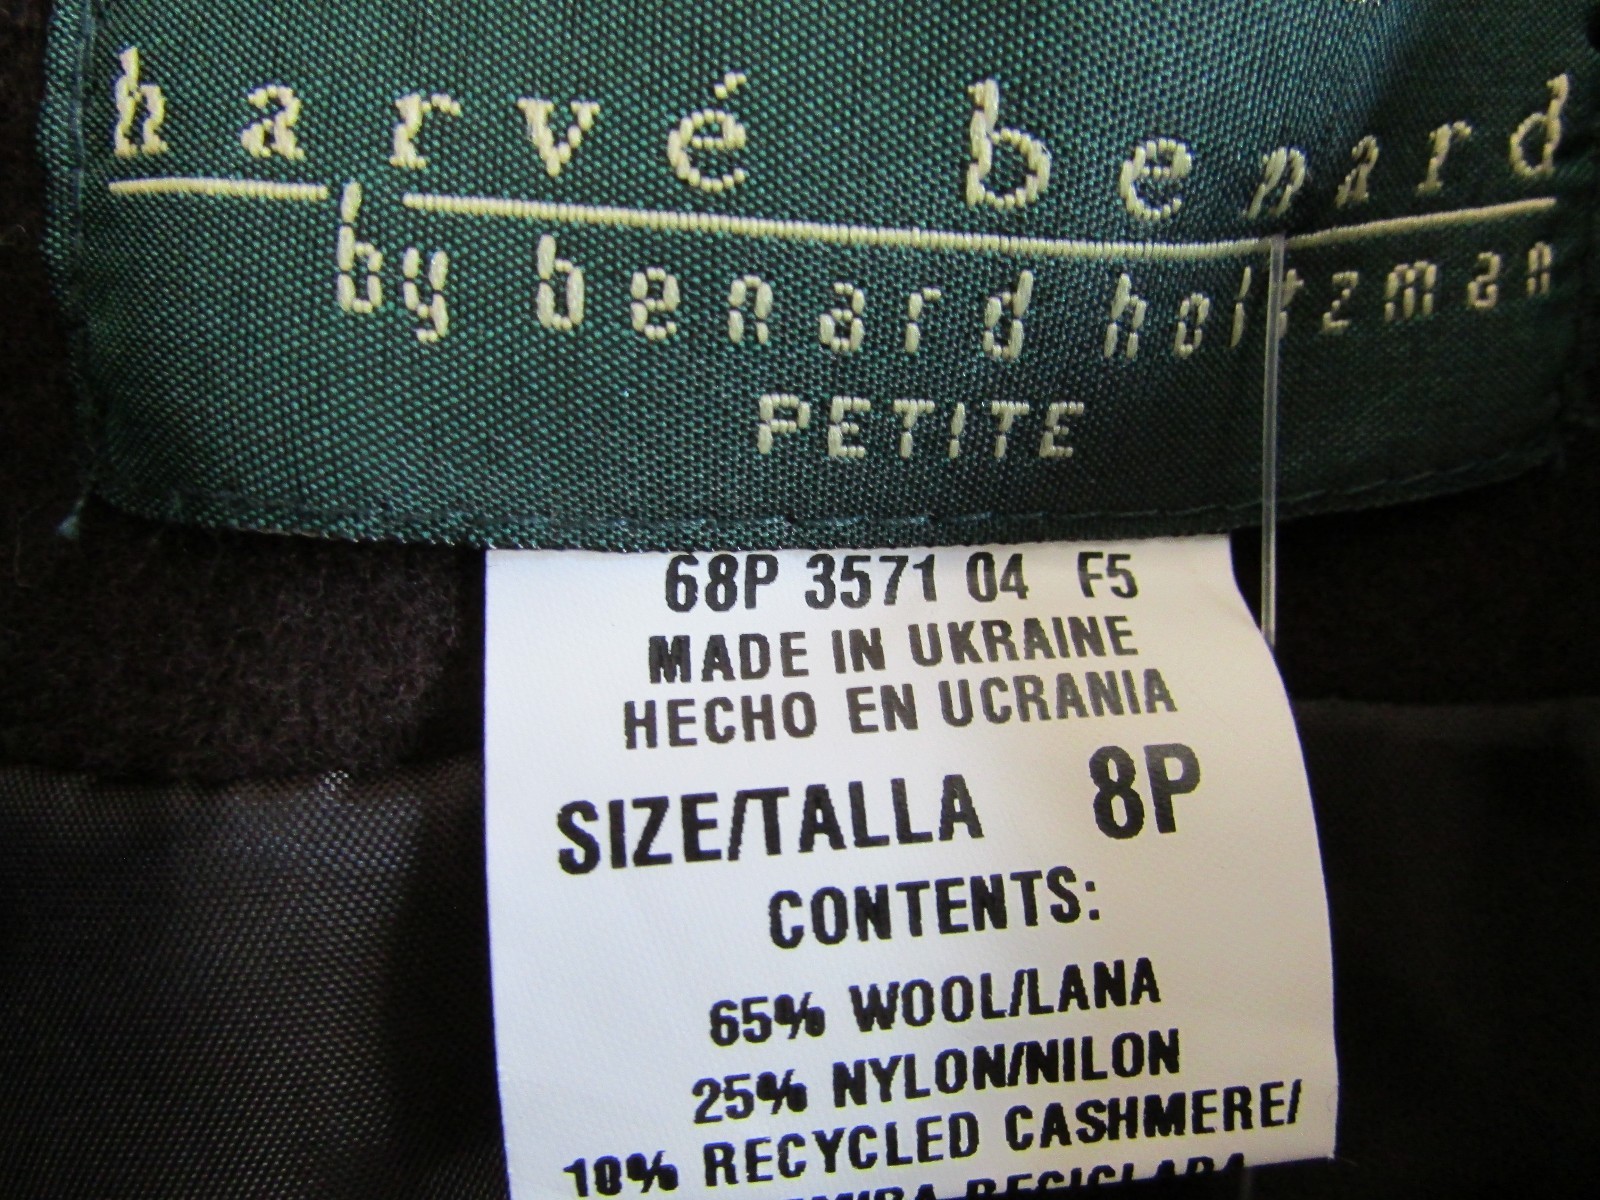 harvé benard
by benard holtzman
PETITE
68P 3571 04 F5
MADE IN UKRAINE
HECHO EN UCRANIA
SIZE/TALLA 8P
CONTENTS:
65% WOOL/LANA
25% NYLON/NILON
10% RECYCLED CASHMERE/